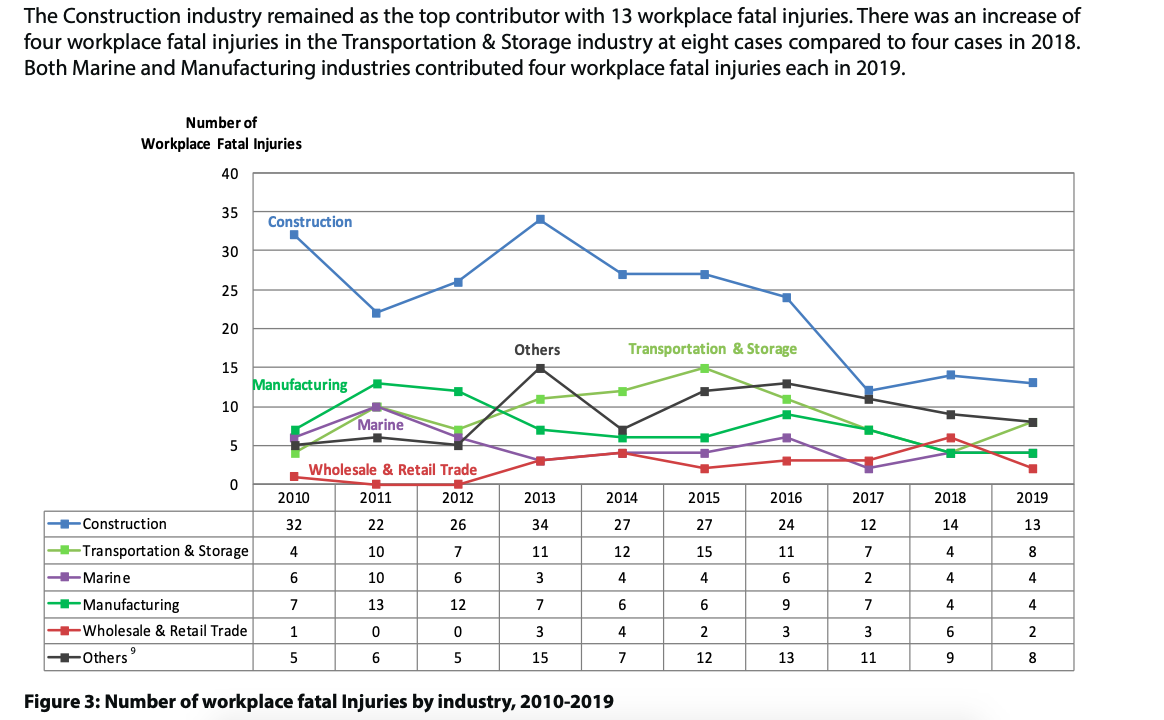 The Construction industry remained as the top contributor with 13 workplace fatal injuries. There was an increase of
four workplace fatal injuries in the Transportation & Storage industry at eight cases compared to four cases in 2018.
Both Marine and Manufacturing industries contributed four workplace fatal injuries each in 2019.
Number of
Workplace Fatal Injuries
40
35
Construction
30
25
20
Others Transportation & Storage
15
Manufacturing
10
Marine
5
Wholesale & Retail Trade
0
2010 2011 2012 2013 2014 2015 2016 2017 2018 2019
Construction 32 22 26 34 27 27 24 12 14 13
Transportation & Storage 4 10 7 11 12 15 11 7 4 8
Marine 6 10 6 3 4 4 6 2 4 4
Manufacturing 7 13 12 7 6 6 9 7 4 4
Wholesale & Retail Trade 1 0 0 3 4 2 3 3 6 2
Others 9 5 6 5 15 7 12 13 11 9 8
Figure 3: Number of workplace fatal Injuries by industry, 2010-2019